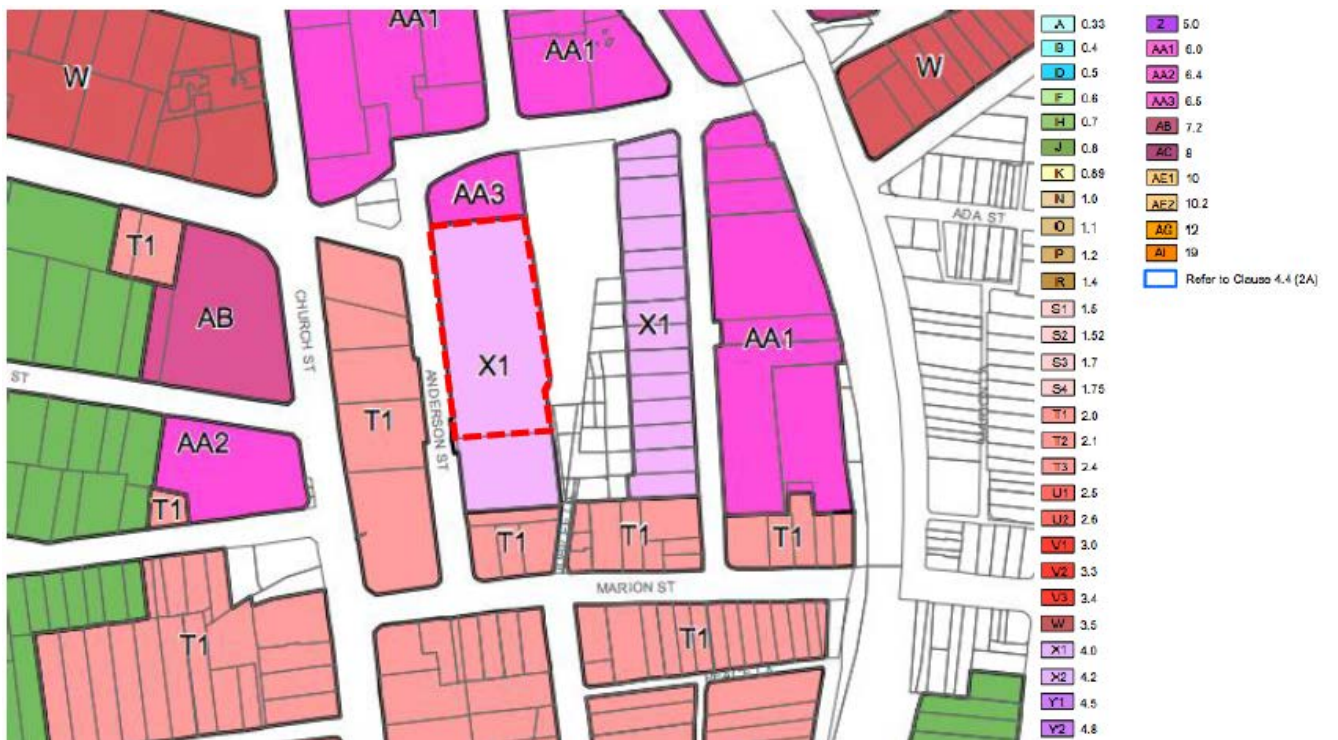 AA1
AA1
W
W
AA3
ADA ST
T1
CHURCH ST
AB
X1
X1
AA1
ST
ANDERSON ST
T1
AA2
T1
T1
T1
T1
MARION ST
T1
T1
A 0.33
B 0.4
D 0.5
F 0.6
H 0.7
J 0.8
K 0.89
N 1.0
O 1.1
P 1.2
R 1.4
S1 1.5
S2 1.52
S3 1.7
S4 1.75
T1 2.0
T2 2.1
T3 2.4
U1 2.5
U2 2.6
V1 3.0
V2 3.3
V3 3.4
W 3.5
X1 4.0
X2 4.2
Y1 4.5
Y2 4.8
Z 5.0
AA1 6.0
AA2 6.4
AA3 6.5
AB 7.2
AC 8
AE1 10
AE2 10.2
AG 12
19
Refer to Clause 4.4 (2A)